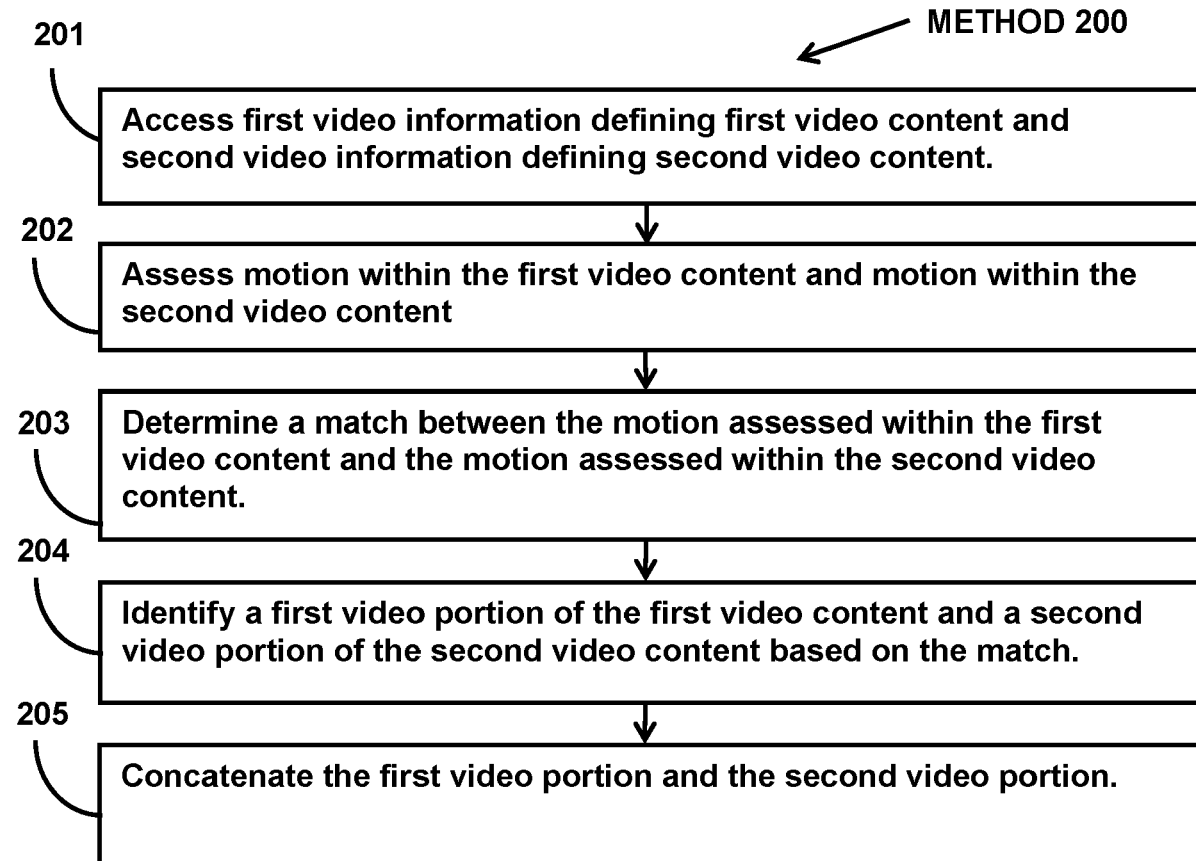 METHOD 200
201
Access first video information defining first video content and
second video information defining second video content.
202
Assess motion within the first video content and motion within the
second video content
203
Determine a match between the motion assessed within the first
video content and the motion assessed within the second video
content.
204
Identify a first video portion of the first video content and a second
video portion of the second video content based on the match.
205
Concatenate the first video portion and the second video portion.